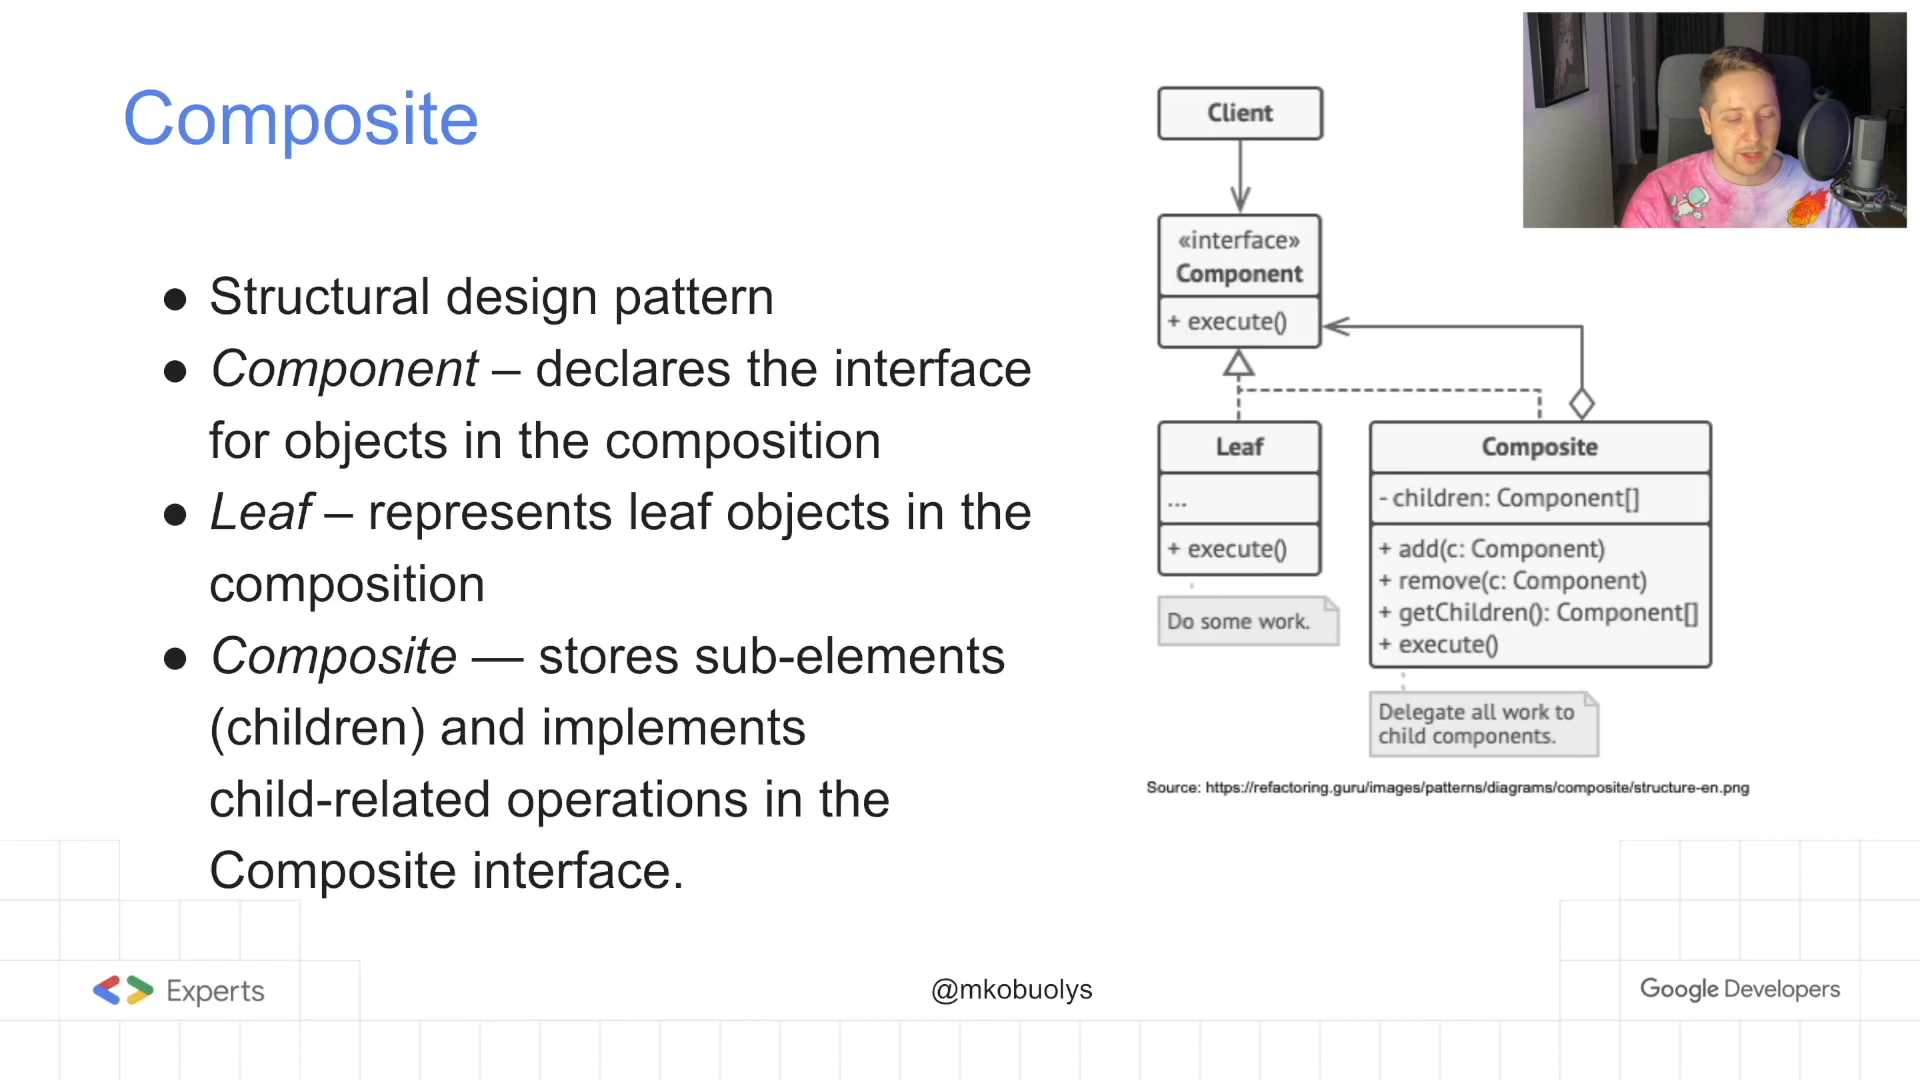 Composite
● Structural design pattern
● Component – declares the interface
for objects in the composition
● Leaf – represents leaf objects in the
composition
● Composite — stores sub-elements
(children) and implements
child-related operations in the
Composite interface.
Client
«interface»
Component
+ execute()
Leaf
...
+ execute()
Do some work.
Composite
- children: Component[]
+ add(c: Component)
+ remove(c: Component)
+ getChildren(): Component[]
+ execute()
Delegate all work to
child components.
Source: https://refactoring.guru/images/patterns/diagrams/composite/structure-en.png
Experts
@mkobuolys
Google Developers